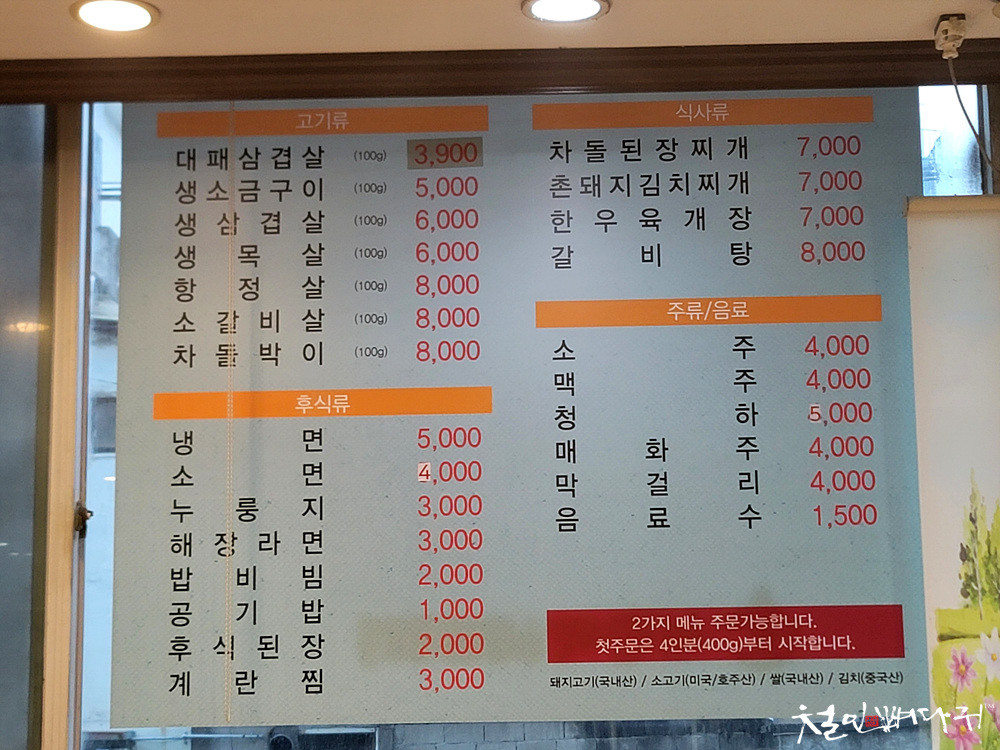 고기류
대패삼겹살 (100g) 3,900
생소금구이 (100g) 5,000
생삼겹살 (100g) 6,000
생목살 (100g) 6,000
항정살 (100g) 8,000
소갈비살 (100g) 8,000
차돌박이 (100g) 8,000
후식류
냉면 5,000
소면 4,000
누룽지 3,000
해장라면 3,000
밥비빔 2,000
공기밥 1,000
후식된장 2,000
계란찜 3,000
식사류
차돌된장찌개 7,000
촌돼지김치찌개 7,000
한우육개장 7,000
갈비탕 8,000
주류/음료
소주 4,000
맥주 4,000
청하 5,000
매화주 4,000
막걸리 4,000
음료수 1,500
2가지 메뉴 주문가능합니다.
첫주문은 4인분(400g)부터 시작합니다.
돼지고기(국내산) / 소고기(미국/호주산) / 쌀(국내산) / 김치(중국산)
철인뼈다귀